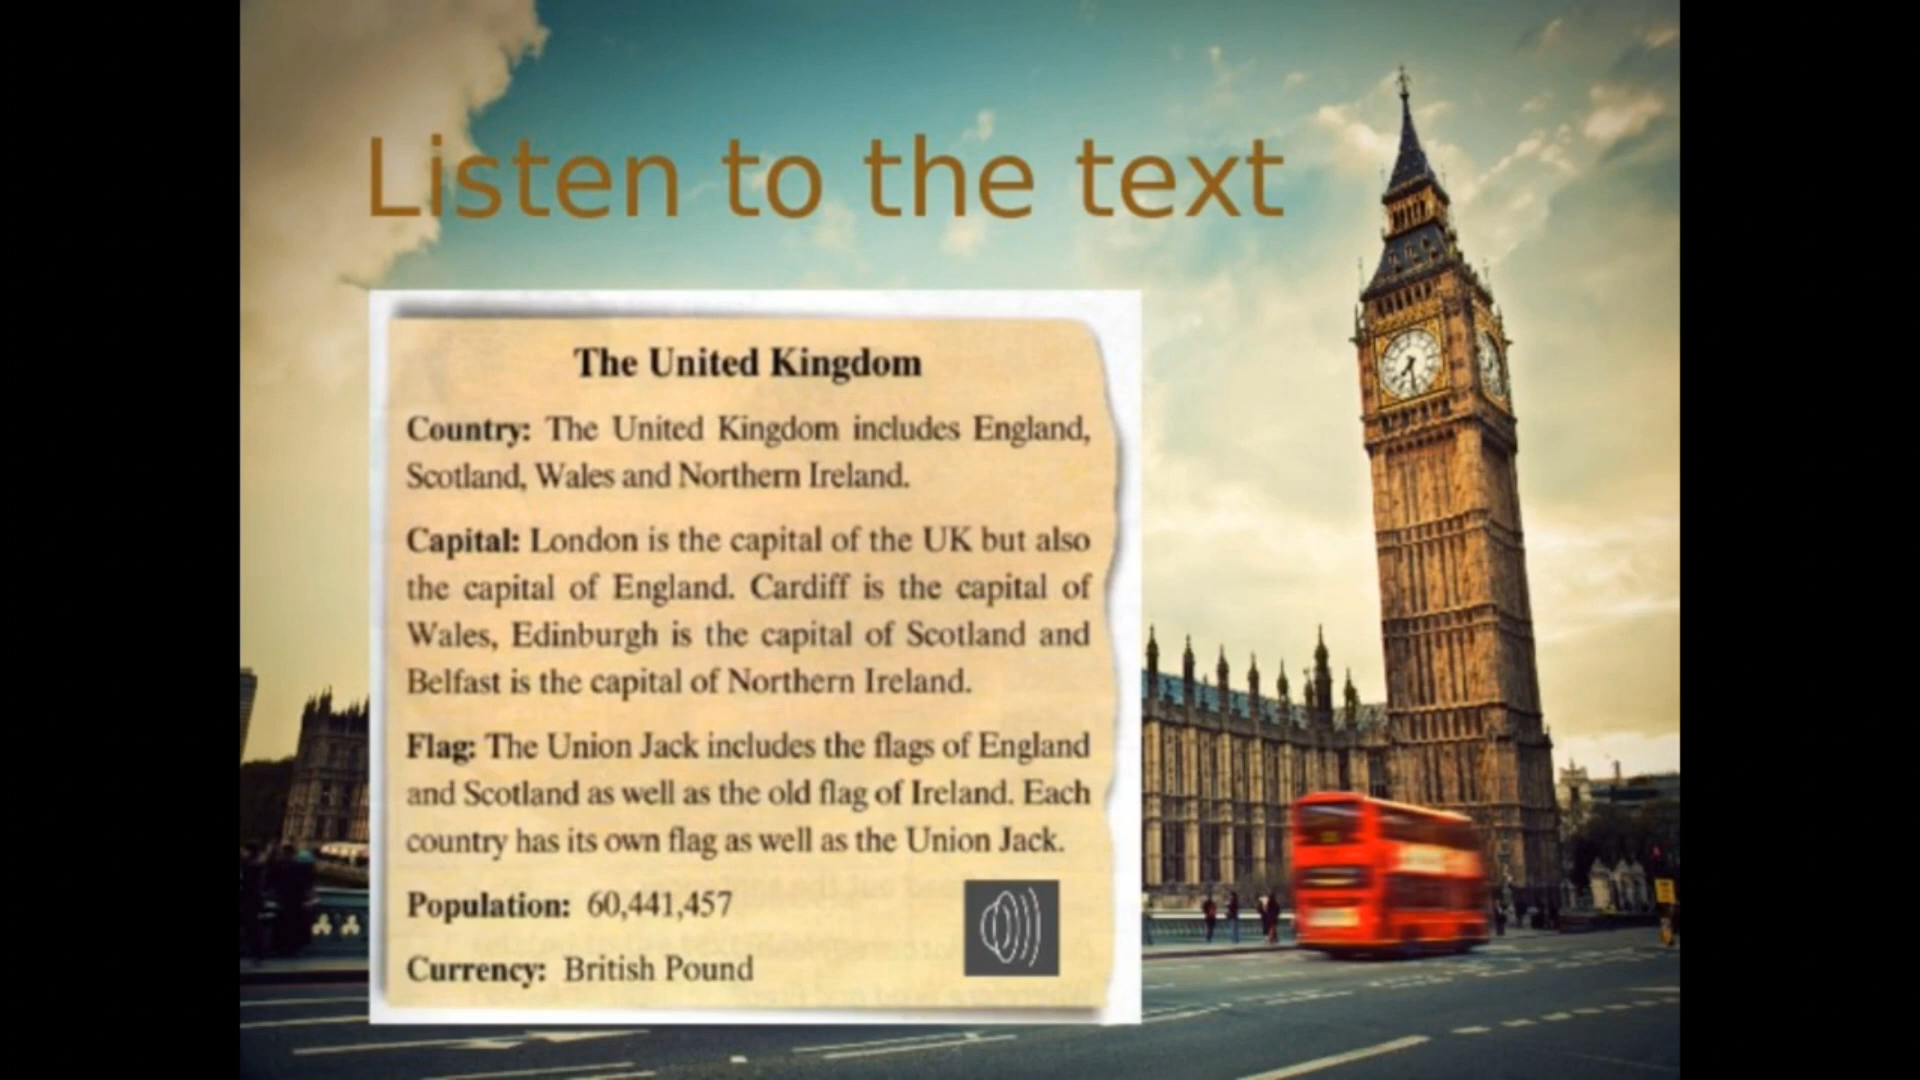 Listen to the text
The United Kingdom
Country: The United Kingdom includes England,
Scotland, Wales and Northern Ireland.
Capital: London is the capital of the UK but also
the capital of England. Cardiff is the capital of
Wales, Edinburgh is the capital of Scotland and
Belfast is the capital of Northern Ireland.
Flag: The Union Jack includes the flags of England
and Scotland as well as the old flag of Ireland. Each
country has its own flag as well as the Union Jack.
Population: 60,441,457
Currency: British Pound